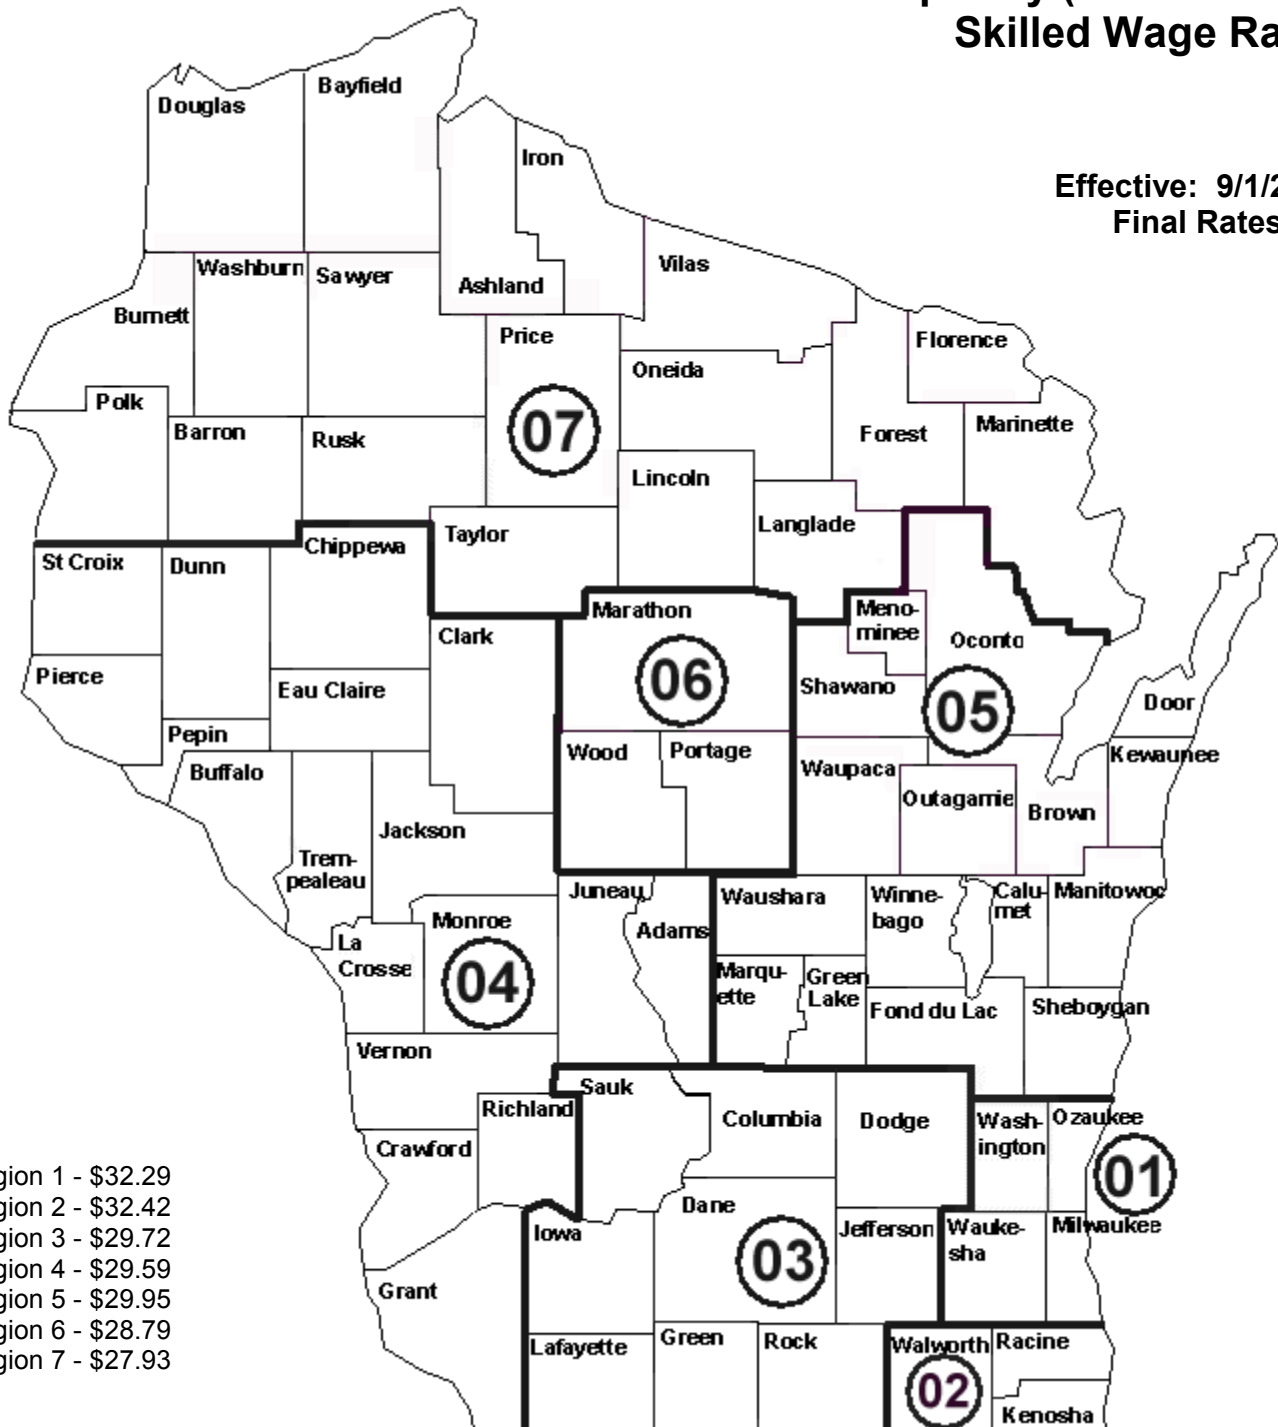 Skilled Wage Ra
Effective: 9/1/2
Final Rates
Douglas
Bayfield
Iron
Vilas
Washburn
Sawyer
Ashland
Burnett
Price
Florence
Oneida
Polk
Barron
Rusk
07
Forest
Marinette
Lincoln
Langlade
Taylor
Chippewa
St Croix
Dunn
Marathon
Meno-
minee
Clark
Oconto
06
Pierce
Eau Claire
Shawano
05
Door
Pepin
Buffalo
Wood
Portage
Waupaca
Kewaunee
Outagamie
Brown
Jackson
Trem-
pealeau
Juneau
Waushara
Winne-
bago
Calu-
met
Manitowoc
Monroe
Adams
La
Crosse
04
Marqu-
ette
Green
Lake
Fond du Lac
Sheboygan
Vernon
Sauk
Richland
Columbia
Dodge
Wash-
ington
Ozaukee
Crawford
01
Dane
Iowa
Jefferson
Wauke-
sha
Milwaukee
03
Grant
Lafayette
Green
Rock
Walworth
Racine
02
Kenosha
gion 1 - $32.29
gion 2 - $32.42
gion 3 - $29.72
gion 4 - $29.59
gion 5 - $29.95
gion 6 - $28.79
gion 7 - $27.93